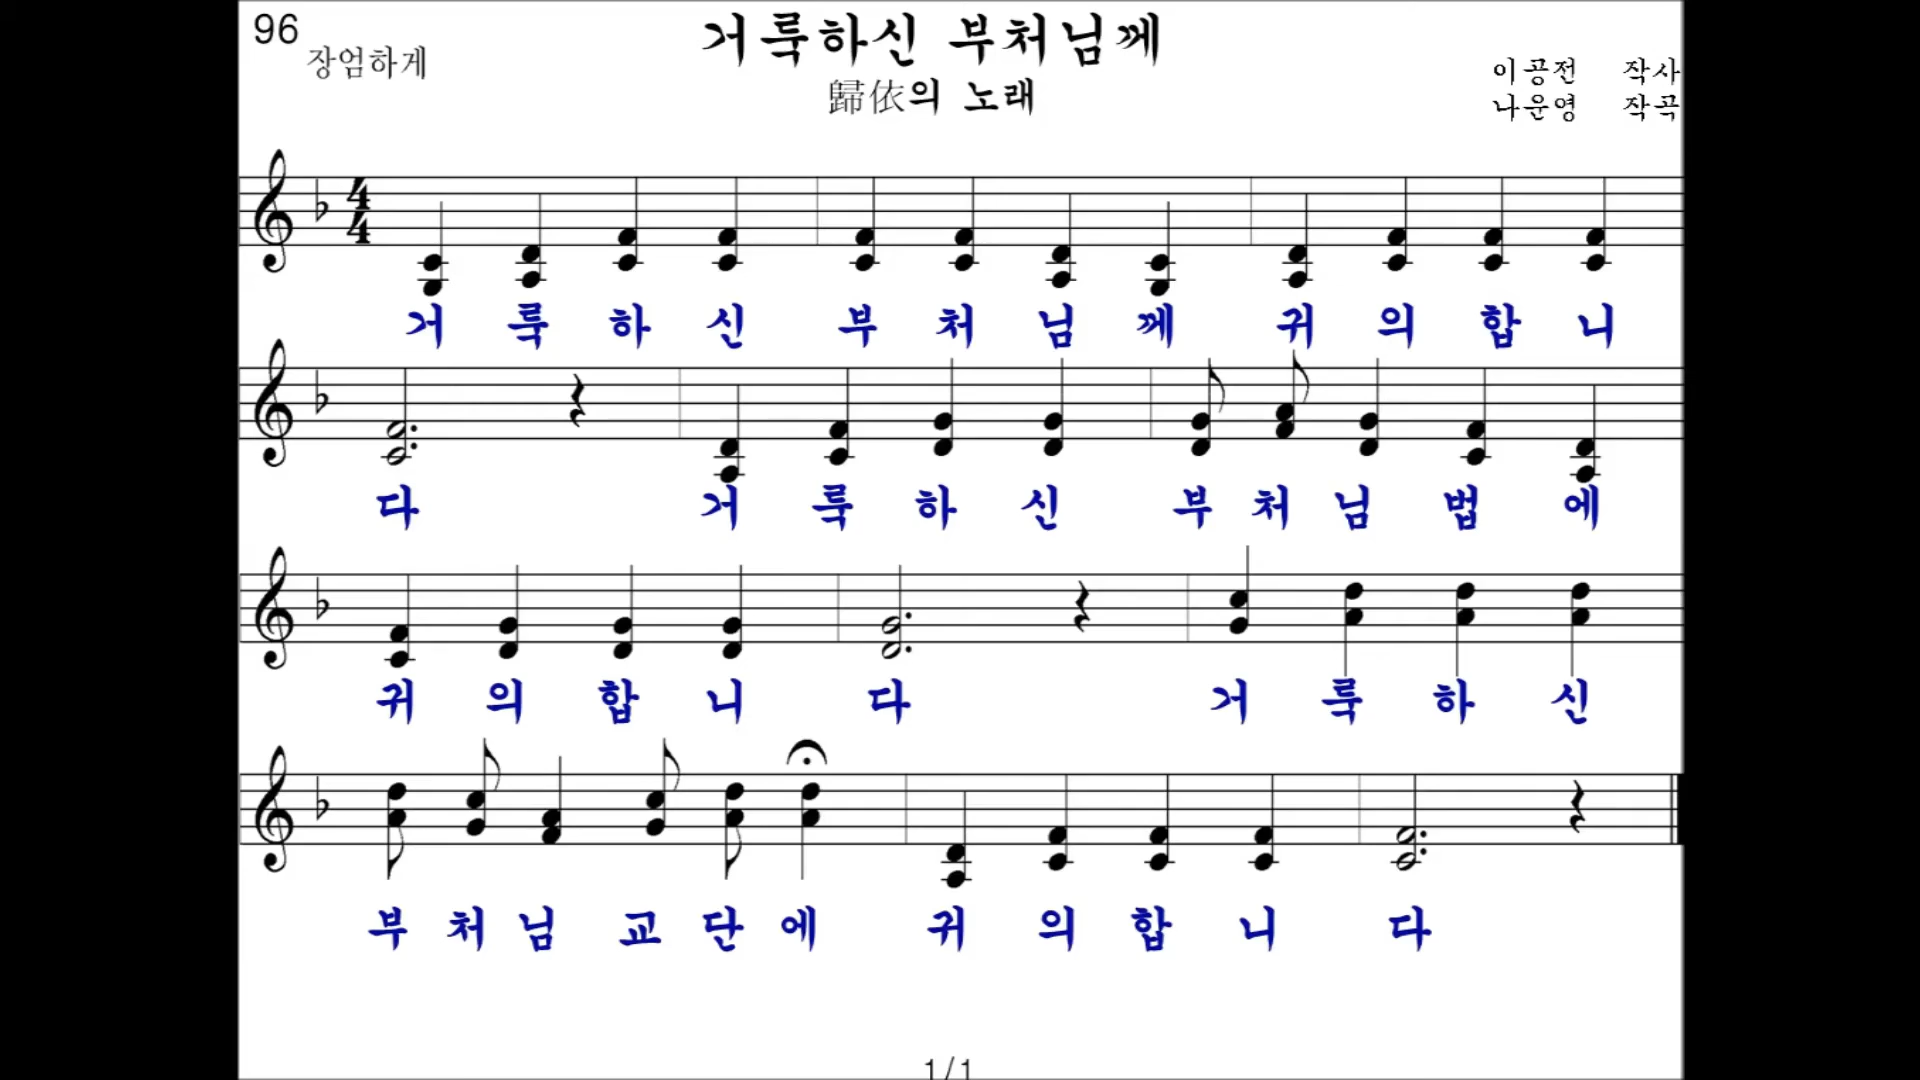 96
거룩하신 부처님께
장엄하게
歸依의 노래
이공전 작사
나운영 작곡
4
4
거 룩 하 신 부 처 님 께 귀 의 합 니
다 거 룩 하 신 부 처 님 법 에
귀 의 합 니 다 거 룩 하 신
부 처 님 교 단 에 귀 의 합 니 다
1/1